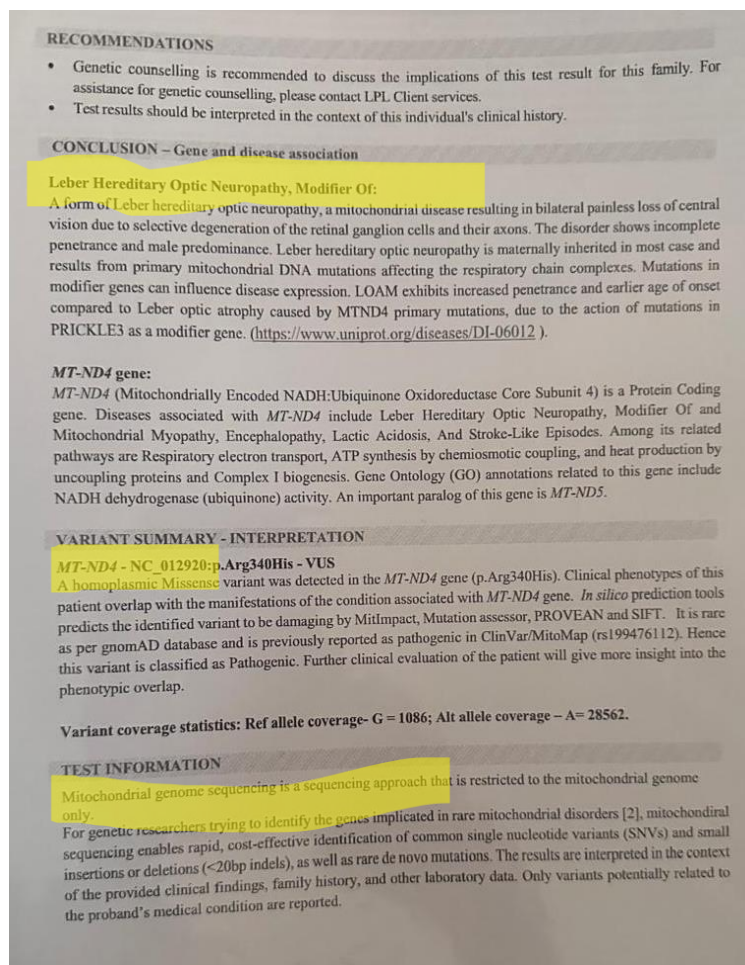 RECOMMENDATIONS
• Genetic counselling is recommended to discuss the implications of this test result for this family. For
assistance for genetic counselling, please contact LPL Client services.
• Test results should be interpreted in the context of this individual's clinical history.
CONCLUSION – Gene and disease association
Leber Hereditary Optic Neuropathy, Modifier Of:
A form of Leber hereditary optic neuropathy, a mitochondrial disease resulting in bilateral painless loss of central
vision due to selective degeneration of the retinal ganglion cells and their axons. The disorder shows incomplete
penetrance and male predominance. Leber hereditary optic neuropathy is maternally inherited in most case and
results from primary mitochondrial DNA mutations affecting the respiratory chain complexes. Mutations in
modifier genes can influence disease expression. LOAM exhibits increased penetrance and earlier age of onset
compared to Leber optic atrophy caused by MTND4 primary mutations, due to the action of mutations in
PRICKLE3 as a modifier gene. (https://www.uniprot.org/diseases/DI-06012 ).
MT-ND4 gene:
MT-ND4 (Mitochondrially Encoded NADH:Ubiquinone Oxidoreductase Core Subunit 4) is a Protein Coding
gene. Diseases associated with MT-ND4 include Leber Hereditary Optic Neuropathy, Modifier Of and
Mitochondrial Myopathy, Encephalopathy, Lactic Acidosis, And Stroke-Like Episodes. Among its related
pathways are Respiratory electron transport, ATP synthesis by chemiosmotic coupling, and heat production by
uncoupling proteins and Complex I biogenesis. Gene Ontology (GO) annotations related to this gene include
NADH dehydrogenase (ubiquinone) activity. An important paralog of this gene is MT-ND5.
VARIANT SUMMARY - INTERPRETATION
MT-ND4 - NC_012920:p.Arg340His - VUS
A homoplasmic Missense variant was detected in the MT-ND4 gene (p.Arg340His). Clinical phenotypes of this
patient overlap with the manifestations of the condition associated with MT-ND4 gene. In silico prediction tools
predicts the identified variant to be damaging by MitImpact, Mutation assessor, PROVEAN and SIFT. It is rare
as per gnomAD database and is previously reported as pathogenic in ClinVar/MitoMap (rs199476112). Hence
this variant is classified as Pathogenic. Further clinical evaluation of the patient will give more insight into the
phenotypic overlap.
Variant coverage statistics: Ref allele coverage- G = 1086; Alt allele coverage – A= 28562.
TEST INFORMATION
Mitochondrial genome sequencing is a sequencing approach that is restricted to the mitochondrial genome
only.
For genetic researchers trying to identify the genes implicated in rare mitochondrial disorders [2], mitochondiral
sequencing enables rapid, cost-effective identification of common single nucleotide variants (SNVs) and small
insertions or deletions (<20bp indels), as well as rare de novo mutations. The results are interpreted in the context
of the provided clinical findings, family history, and other laboratory data. Only variants potentially related to
the proband's medical condition are reported.